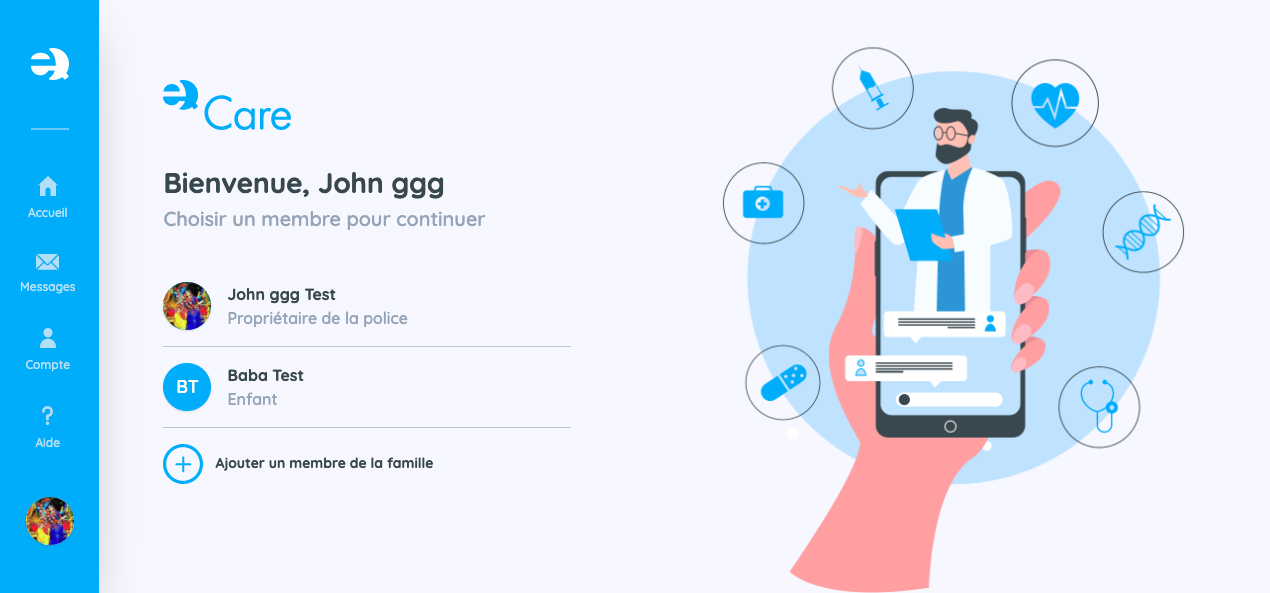 Care
Bienvenue, John ggg
Choisir un membre pour continuer
Accueil
Messages
Compte
Aide
John ggg Test
Propriétaire de la police
BT
Baba Test
Enfant
Ajouter un membre de la famille